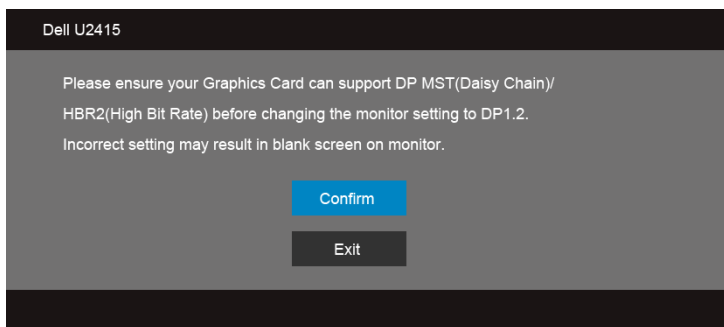 Dell U2415
Please ensure your Graphics Card can support DP MST(Daisy Chain)/
HBR2(High Bit Rate) before changing the monitor setting to DP1.2.
Incorrect setting may result in blank screen on monitor.
Confirm
Exit